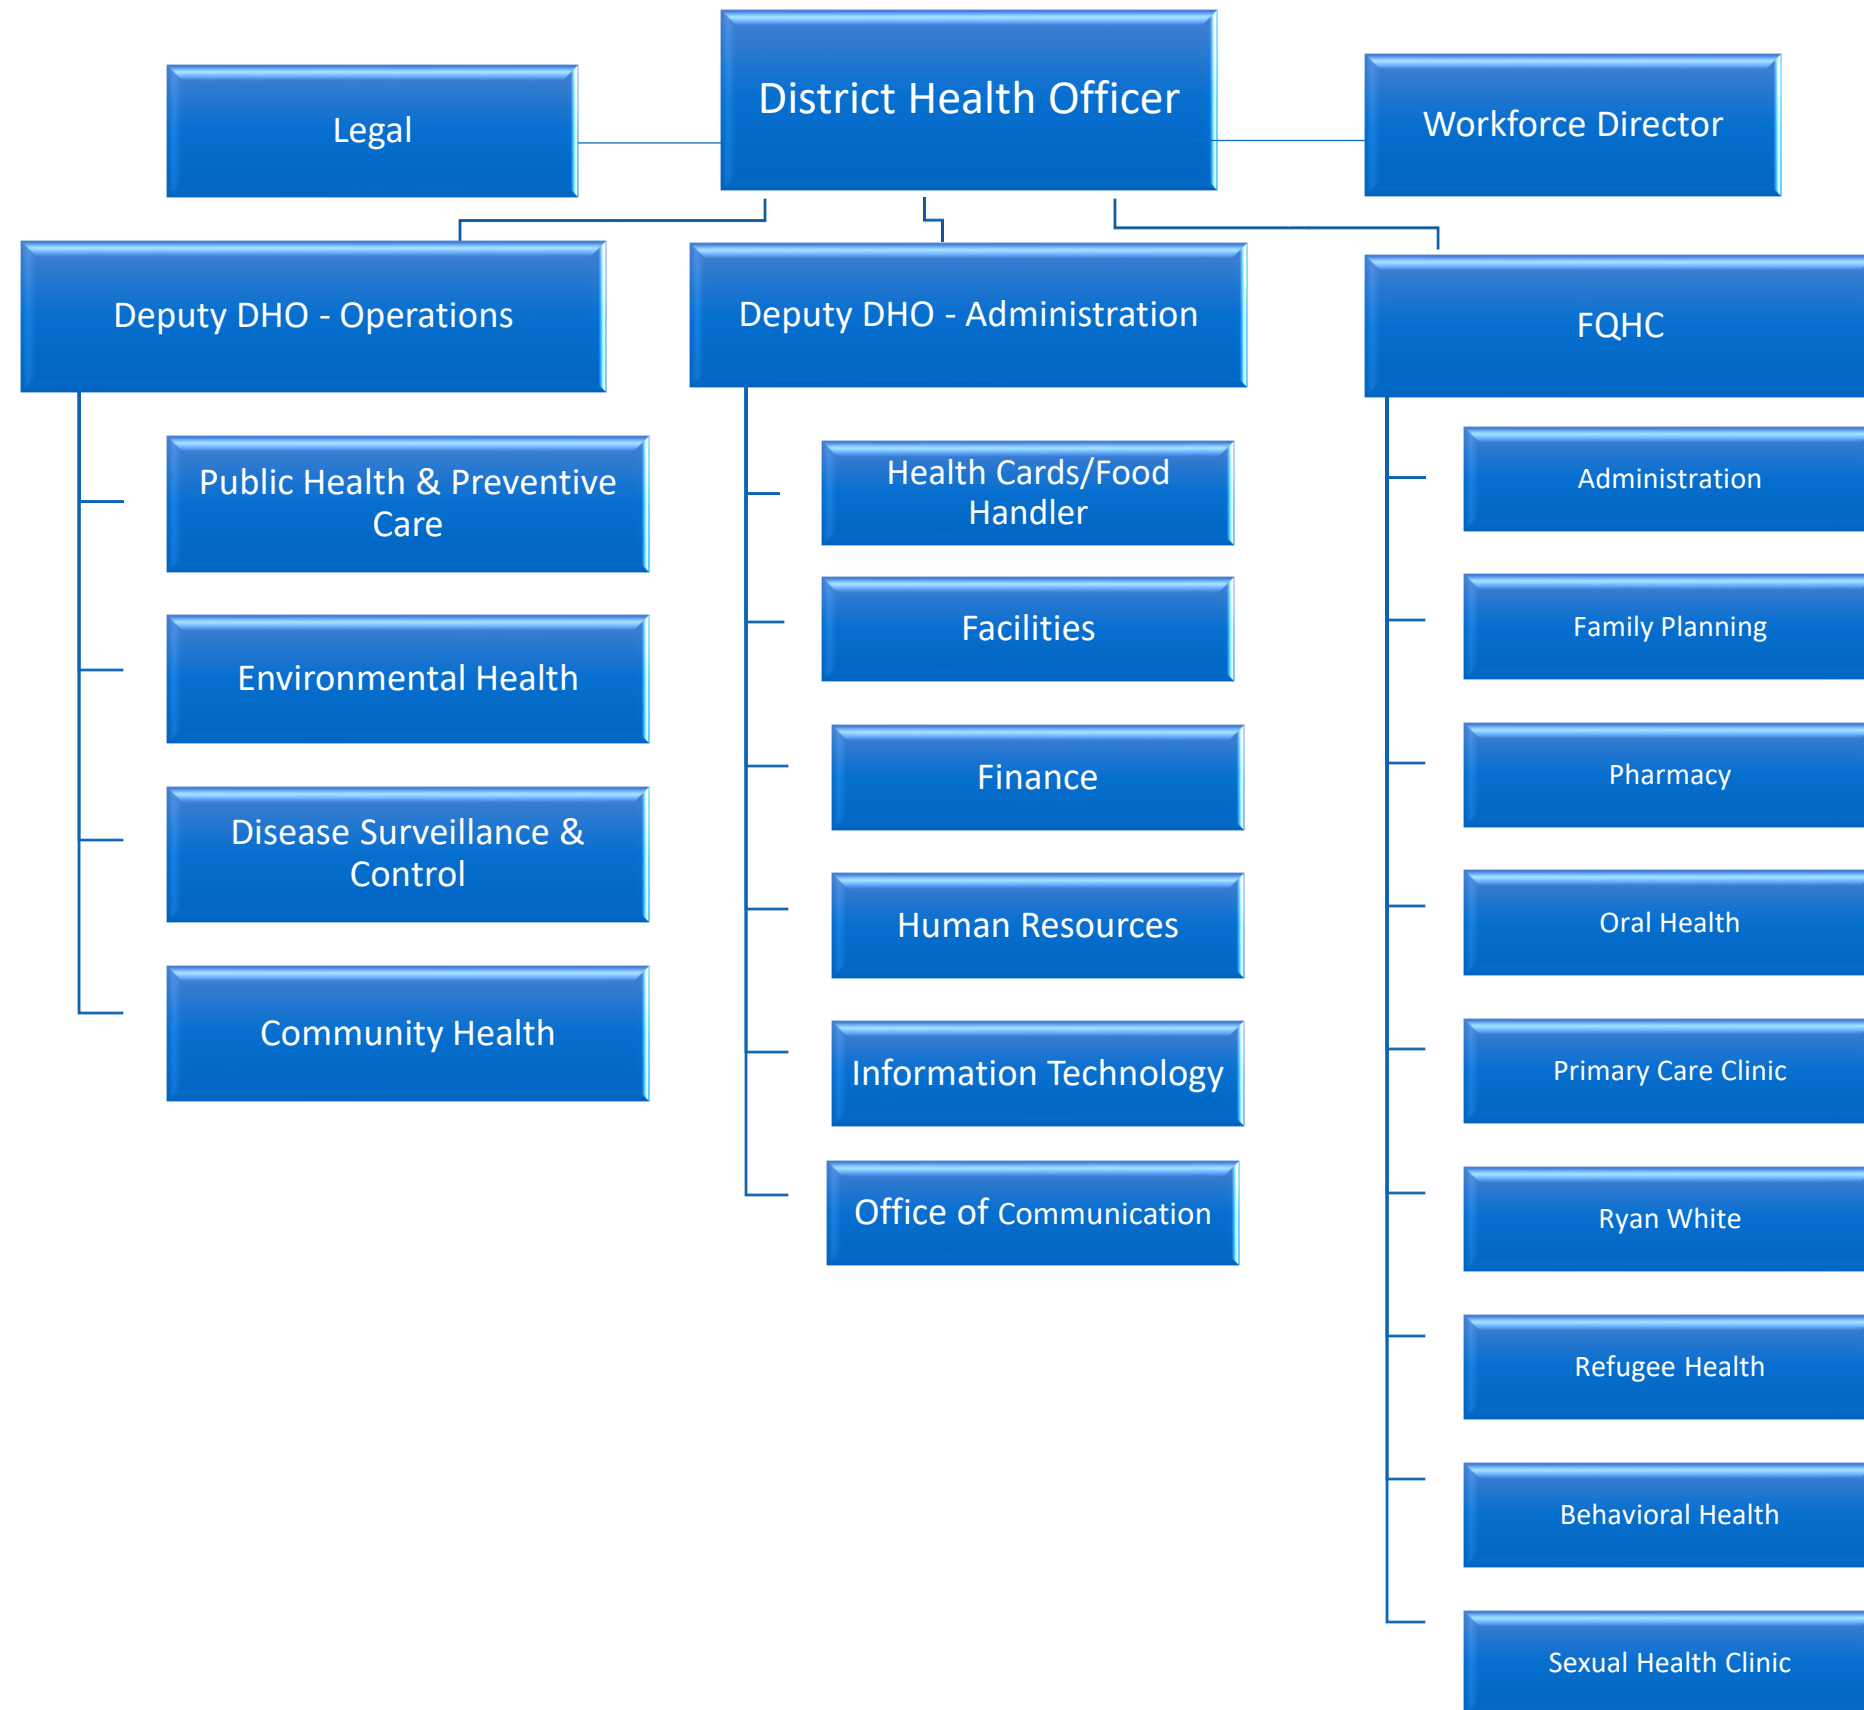 District Health Officer
Legal
Workforce Director
Deputy DHO - Operations
Public Health & Preventive
Care
Environmental Health
Disease Surveillance &
Control
Community Health
Deputy DHO - Administration
Health Cards/Food
Handler
Facilities
Finance
Human Resources
Information Technology
Office of Communication
FQHC
Administration
Family Planning
Pharmacy
Oral Health
Primary Care Clinic
Ryan White
Refugee Health
Behavioral Health
Sexual Health Clinic